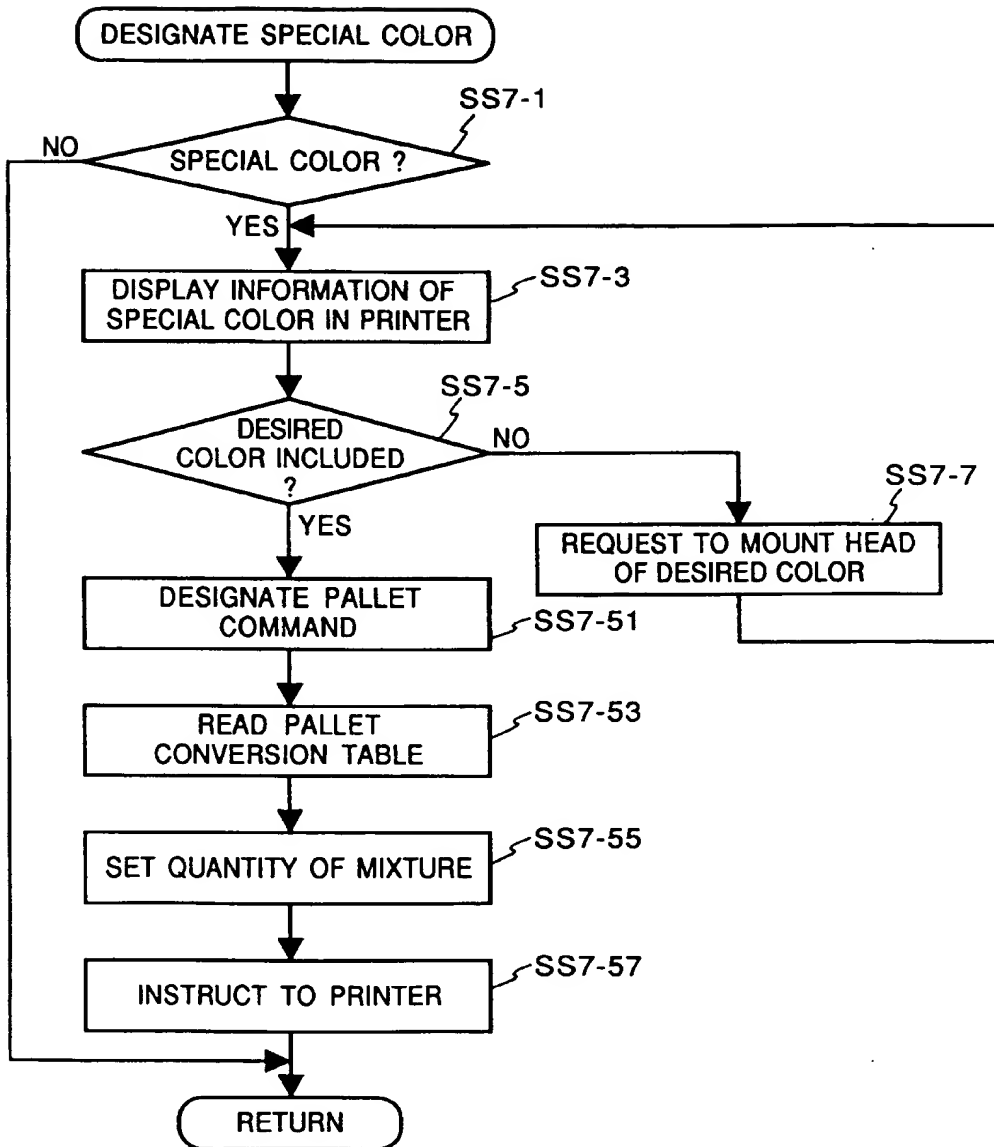 DESIGNATE SPECIAL COLOR
SS7-1
NO
SPECIAL COLOR ?
YES
SS7-3
DISPLAY INFORMATION OF
SPECIAL COLOR IN PRINTER
SS7-5
DESIRED
COLOR INCLUDED
?
NO
YES
SS7-7
REQUEST TO MOUNT HEAD
OF DESIRED COLOR
DESIGNATE PALLET
COMMAND
SS7-51
READ PALLET
CONVERSION TABLE
SS7-53
SET QUANTITY OF MIXTURE
SS7-55
INSTRUCT TO PRINTER
SS7-57
RETURN